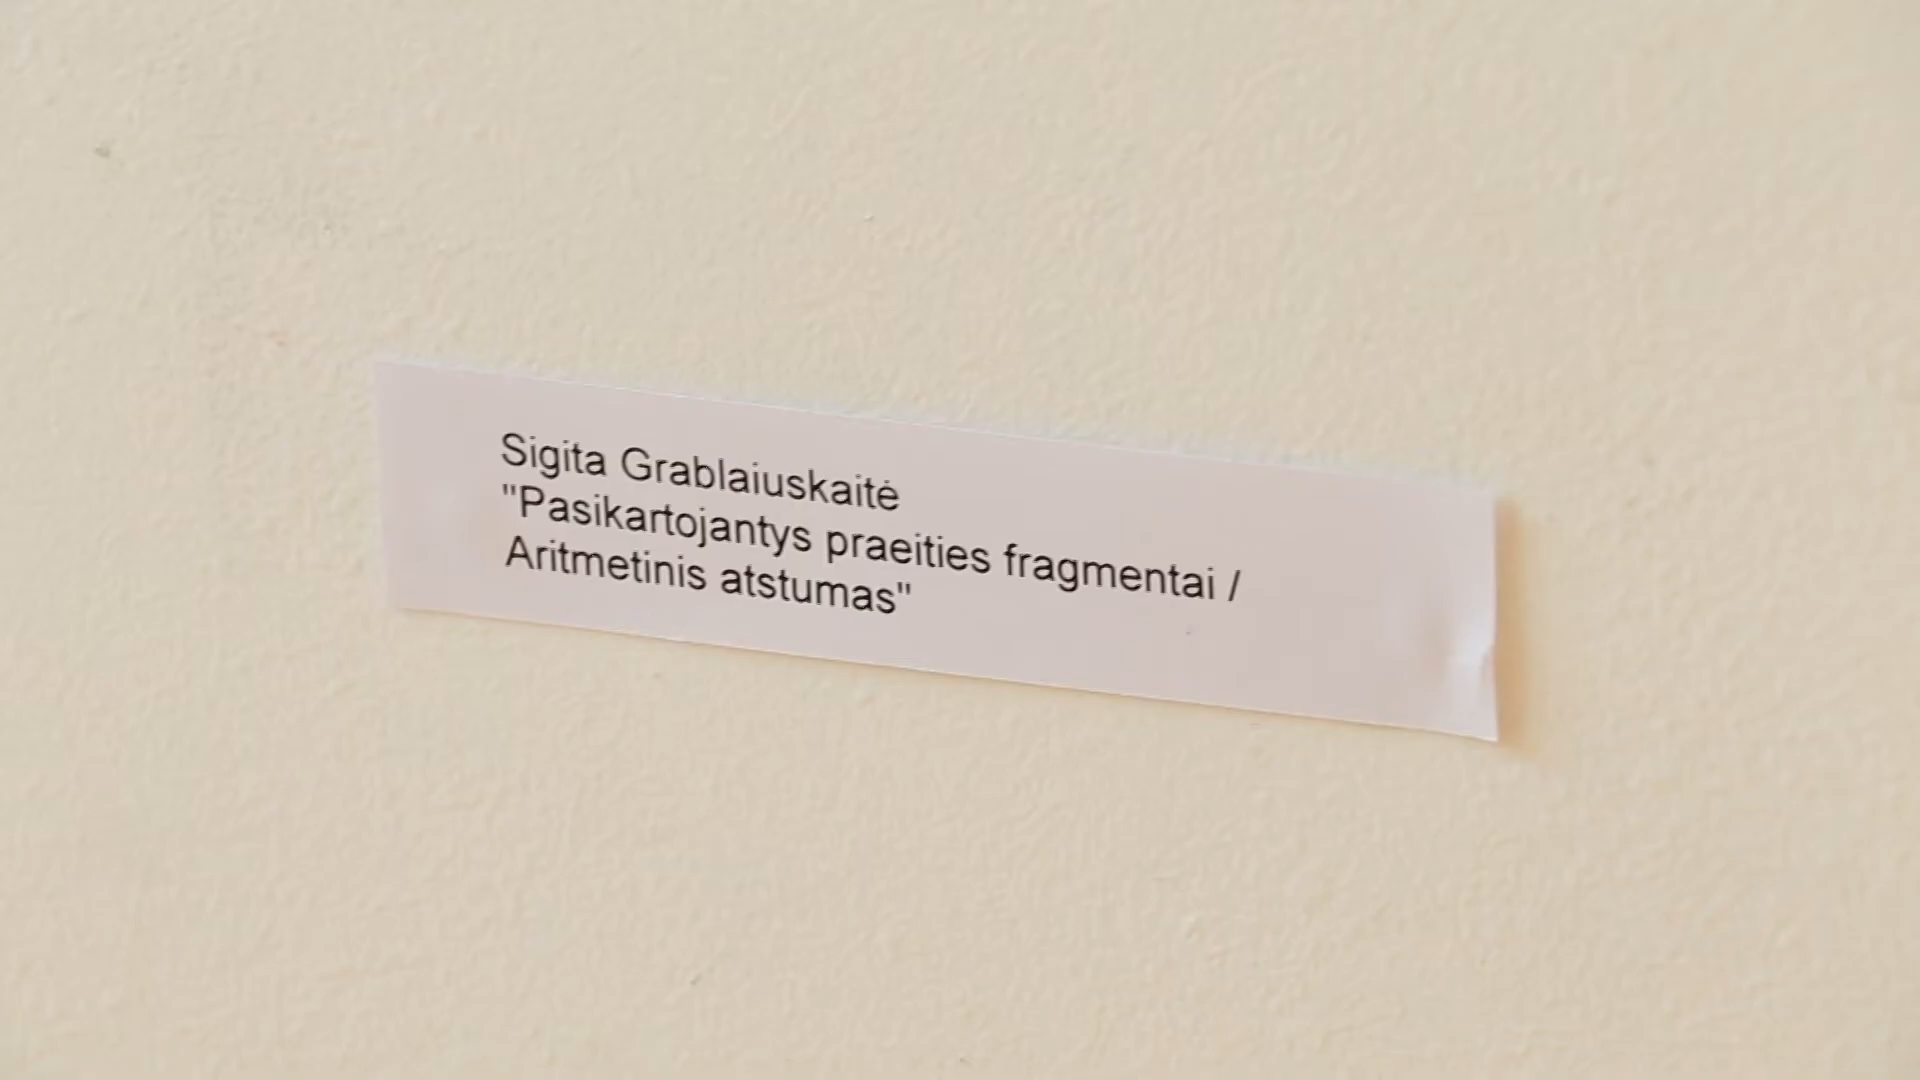 Sigita Grablaiuskaitė
"Pasikartojantys praeities fragmentai /
Aritmetinis atstumas"